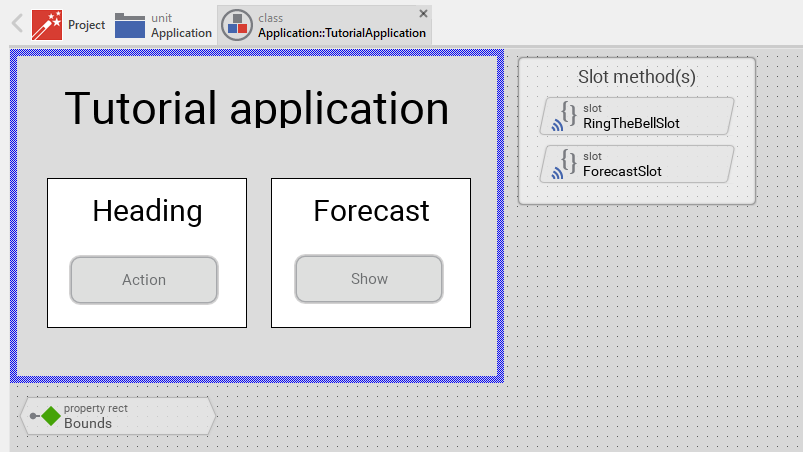 Project
unit
Application
class
Application::TutorialApplication
Tutorial application
Heading
Action
Forecast
Show
Slot method(s)
slot
RingTheBellSlot
slot
ForecastSlot
property rect
Bounds